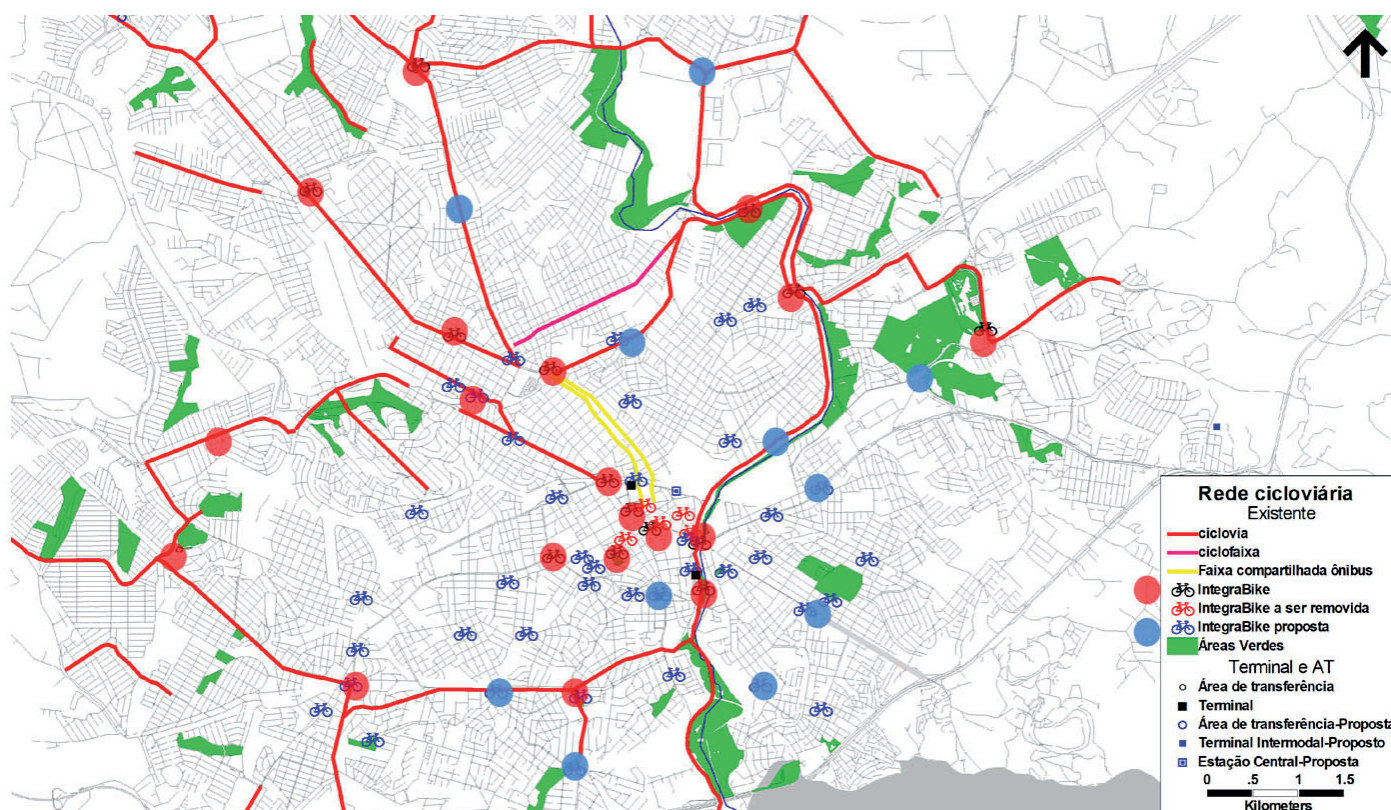 Rede cicloviária
Existente
ciclovia
ciclofaixa
Faixa compartilhada ônibus
IntegraBike
IntegraBike a ser removida
IntegraBike proposta
Áreas Verdes
Terminal e AT
Área de transferência
Terminal
Área de transferência-Proposta
Terminal Intermodal-Proposto
Estação Central-Proposta
0 .5 1 1.5
Kilometers